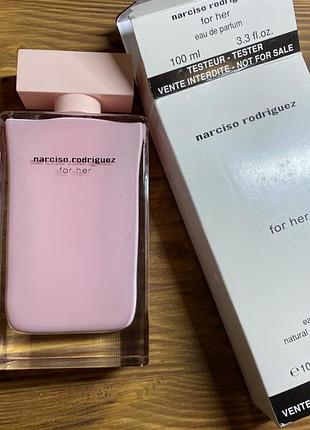 narciso rodriguez
for her
narciso rodriguez
for her
eau de parfum
100 ml 3.3 fl.oz.
TESTEUR - TESTER
VENTE INTERDITE - NOT FOR SALE
narciso rodriguez
for her
natural
VENTE